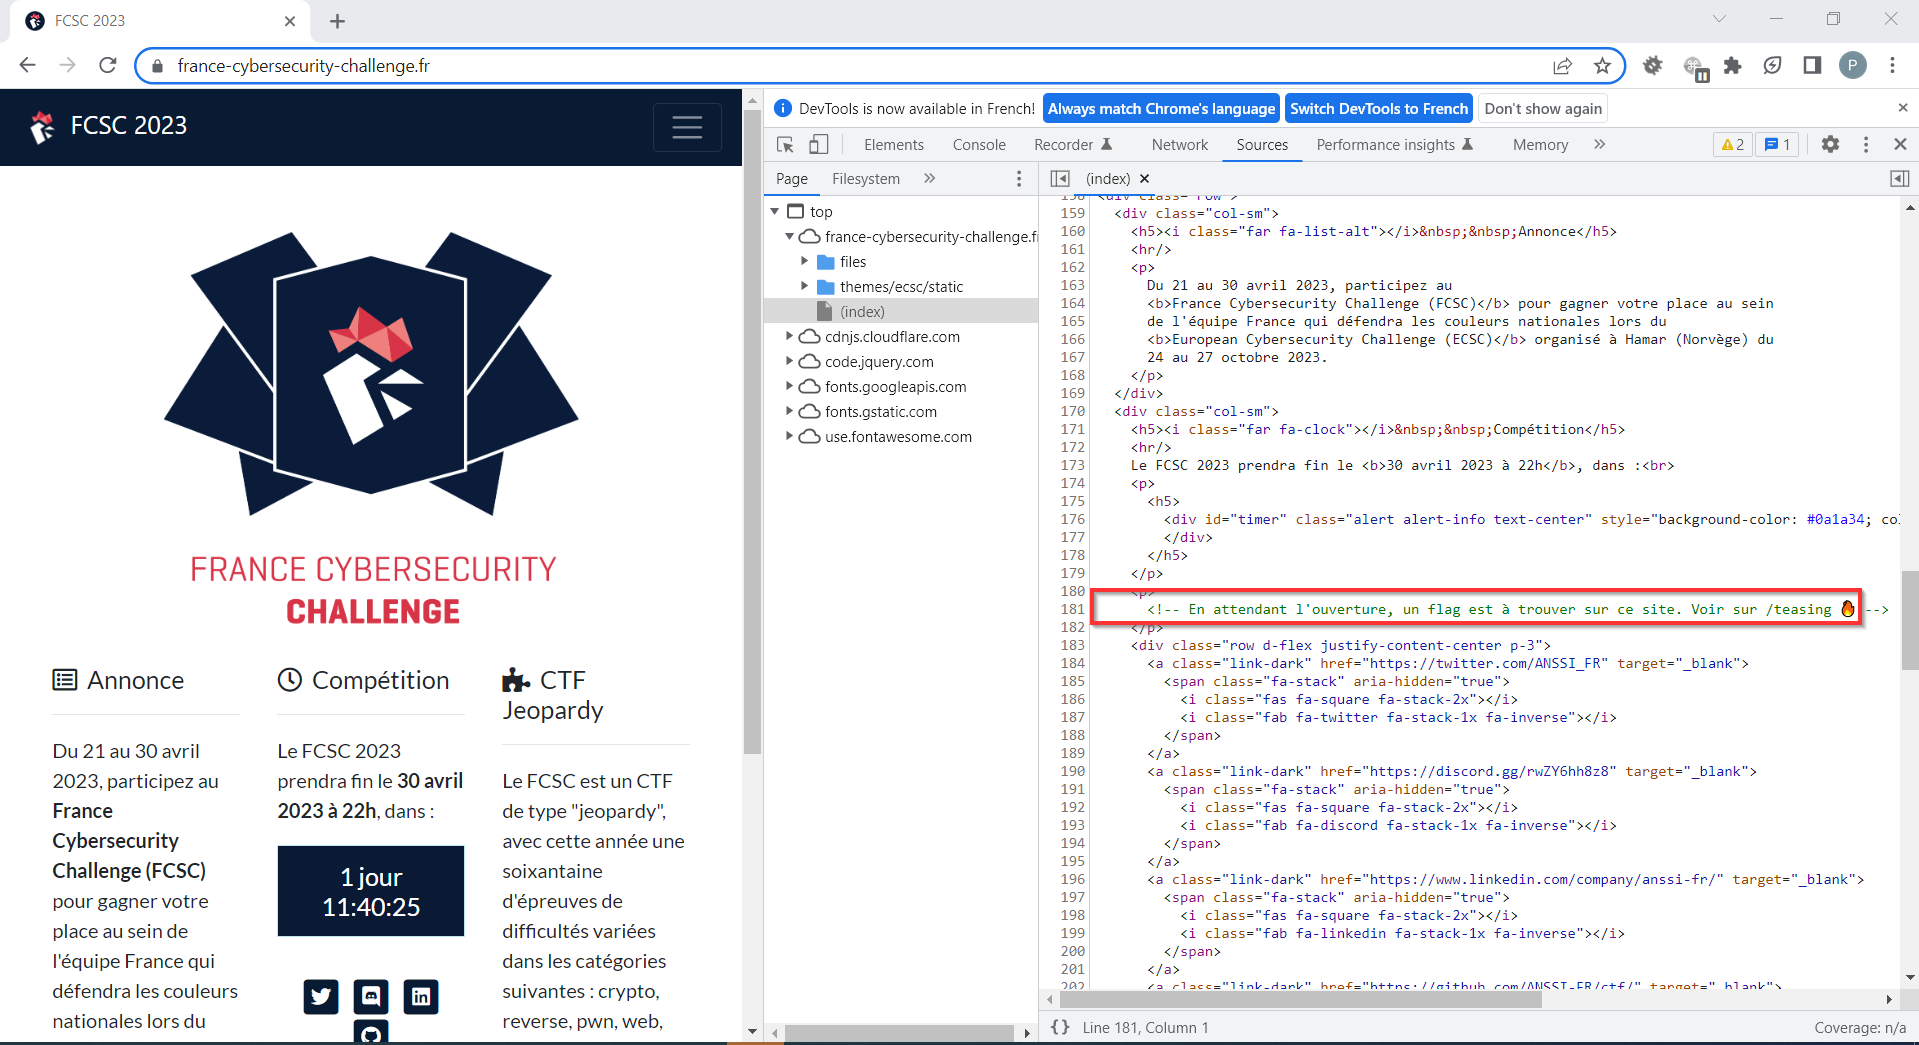 FCSC 2023
france-cybersecurity-challenge.fr
P
FCSC 2023
FRANCE CYBERSECURITY
CHALLENGE
Annonce
Du 21 au 30 avril
2023, participez au
France
Cybersecurity
Challenge (FCSC)
pour gagner votre
place au sein de
l'équipe France qui
défendra les couleurs
nationales lors du
Compétition
Le FCSC 2023
prendra fin le 30 avril
2023 à 22h, dans :
1 jour
11:40:25
CTF
Jeopardy
Le FCSC est un CTF
de type "jeopardy",
avec cette année une
soixantaine
d'épreuves de
difficultés variées
dans les catégories
suivantes : crypto,
reverse, pwn, web,
DevTools is now available in French! Always match Chrome's language Switch DevTools to French Don't show again
Elements Console Recorder Network Sources Performance insights Memory 2 1
Page Filesystem
top
france-cybersecurity-challenge.fr
files
themes/ecsc/static
(index)
cdnjs.cloudflare.com
code.jquery.com
fonts.googleapis.com
fonts.gstatic.com
use.fontawesome.com
(index)
158 <div class="row">
159 <div class="col-sm">
160 <h5><i class="far fa-list-alt"></i>&nbsp;&nbsp;Annonce</h5>
161 <hr/>
162 <p>
163 Du 21 au 30 avril 2023, participez au
164 <b>France Cybersecurity Challenge (FCSC)</b> pour gagner votre place au sein
165 de l'équipe France qui défendra les couleurs nationales lors du
166 <b>European Cybersecurity Challenge (ECSC)</b> organisé à Hamar (Norvège) du
167 24 au 27 octobre 2023.
168 </p>
169 </div>
170 <div class="col-sm">
171 <h5><i class="far fa-clock"></i>&nbsp;&nbsp;Compétition</h5>
172 <hr/>
173 Le FCSC 2023 prendra fin le <b>30 avril 2023 à 22h</b>, dans :<br>
174 <p>
175 <h5>
176 <div id="timer" class="alert alert-info text-center" style="background-color: #0a1a34; co
177 </div>
178 </h5>
179 </p>
180 <p>
181 <!-- En attendant l'ouverture, un flag est à trouver sur ce site. Voir sur /teasing 🔥 -->
182 </p>
183 <div class="row d-flex justify-content-center p-3">
184 <a class="link-dark" href="https://twitter.com/ANSSI_FR" target="_blank">
185 <span class="fa-stack" aria-hidden="true">
186 <i class="fas fa-square fa-stack-2x"></i>
187 <i class="fab fa-twitter fa-stack-1x fa-inverse"></i>
188 </span>
189 </a>
190 <a class="link-dark" href="https://discord.gg/rwZY6hh8z8" target="_blank">
191 <span class="fa-stack" aria-hidden="true">
192 <i class="fas fa-square fa-stack-2x"></i>
193 <i class="fab fa-discord fa-stack-1x fa-inverse"></i>
194 </span>
195 </a>
196 <a class="link-dark" href="https://www.linkedin.com/company/anssi-fr/" target="_blank">
197 <span class="fa-stack" aria-hidden="true">
198 <i class="fas fa-square fa-stack-2x"></i>
199 <i class="fab fa-linkedin fa-stack-1x fa-inverse"></i>
200 </span>
201 </a>
202 <a class="link-dark" href="https://github.com/ANSSI-FR/ctf/" target="_blank">
{} Line 181, Column 1
Coverage: n/a